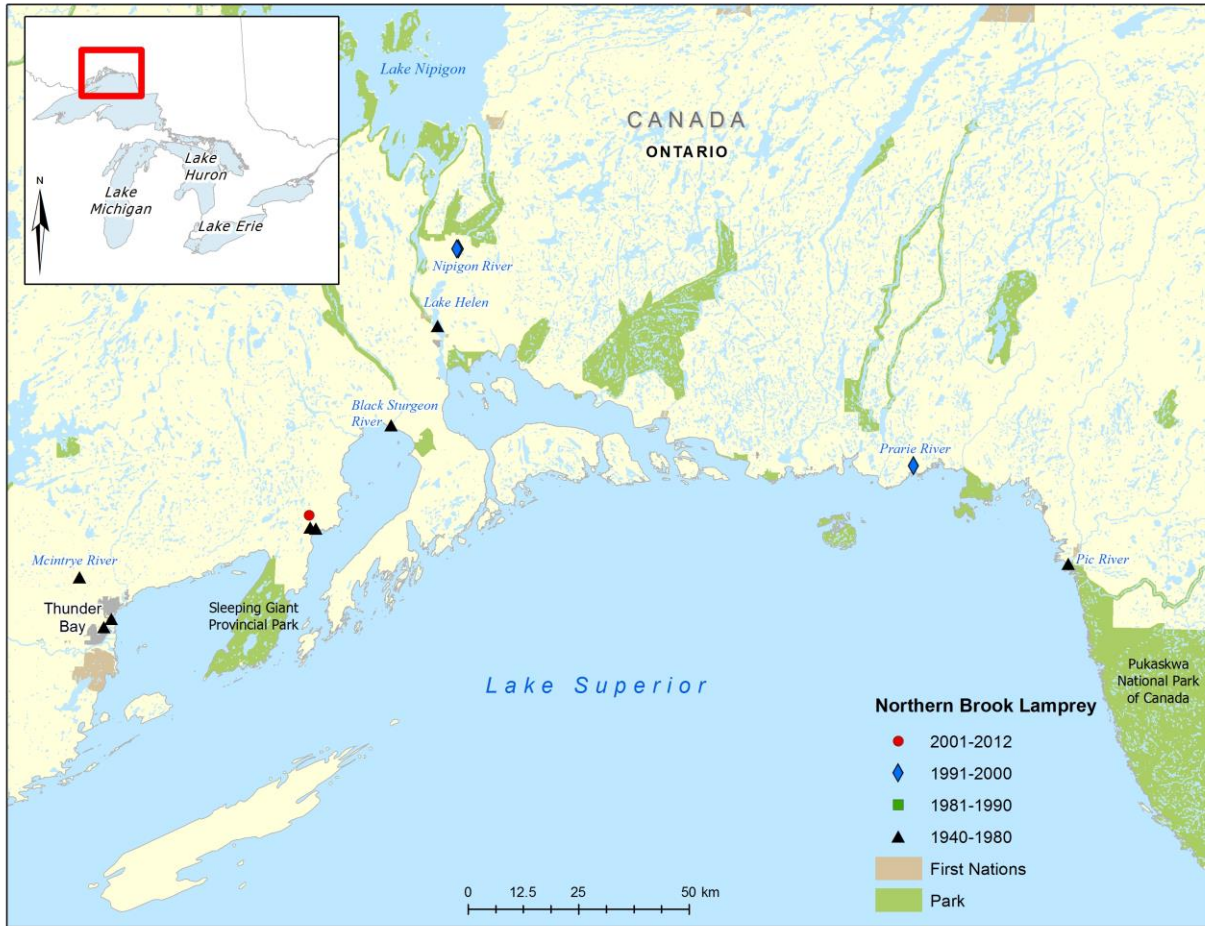 Lake
Huron
Lake
Michigan
Lake Erie
N
Lake Nipigon
CANADA
ONTARIO
Nipigon River
Lake Helen
Black Sturgeon
River
Prarie River
Mcintrye River
Pic River
Thunder
Bay
Sleeping Giant
Provincial Park
Lake Superior
Pukaskwa
National Park
of Canada
Northern Brook Lamprey
2001-2012
1991-2000
1981-1990
1940-1980
First Nations
Park
0 12.5 25 50 km